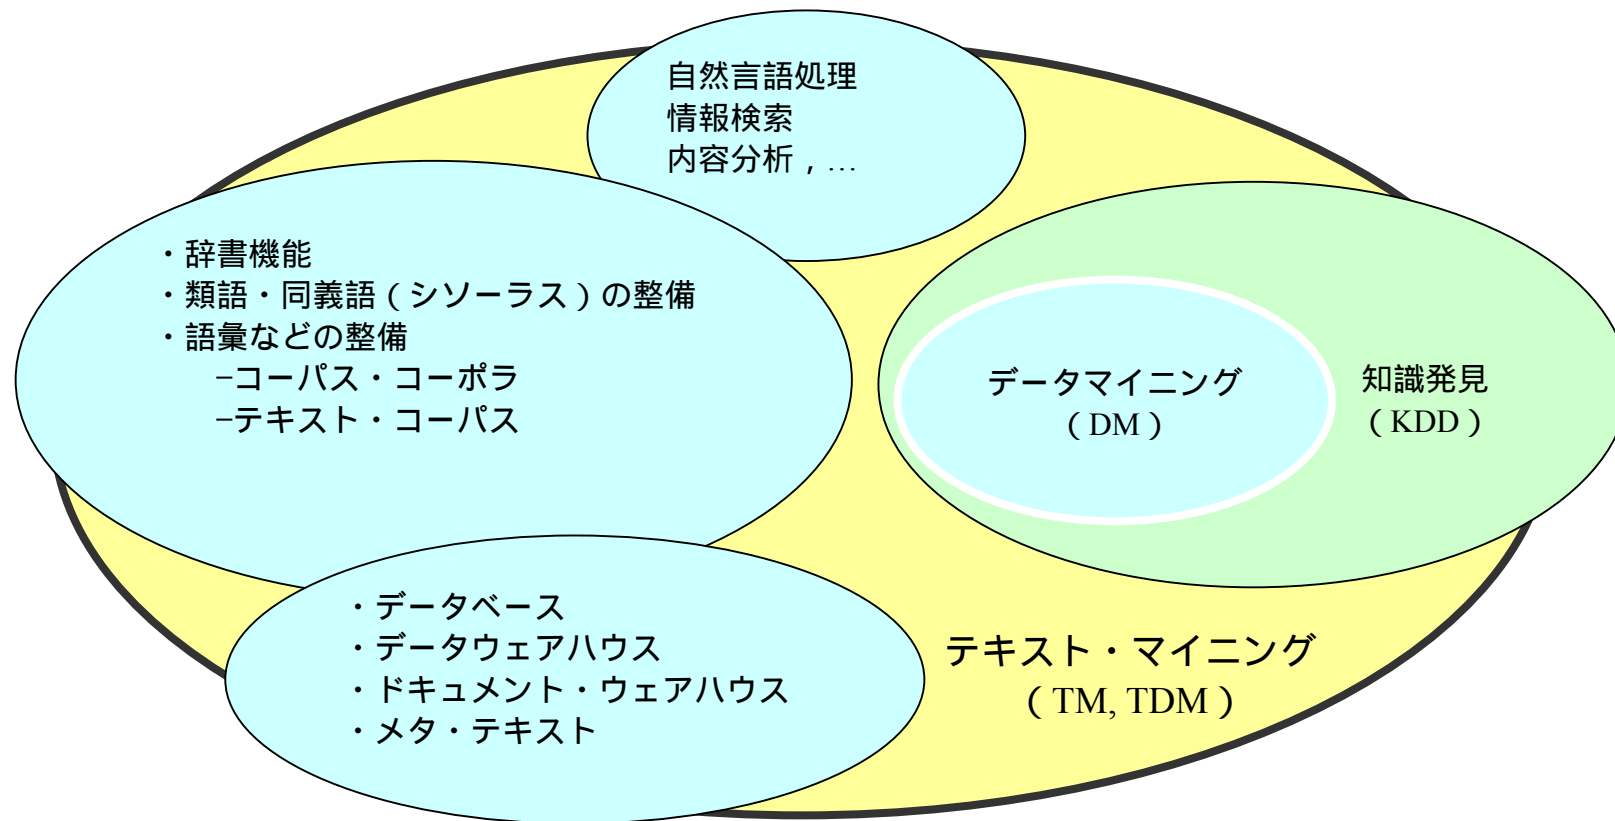 自然言語処理
情報検索
内容分析，…
・辞書機能
・類語・同義語（シソーラス）の整備
・語彙などの整備
－コーパス・コーポラ
－テキスト・コーパス
データマイニング
（DM）
知識発見
（KDD）
・データベース
・データウェアハウス
・ドキュメント・ウェアハウス
・メタ・テキスト
テキスト・マイニング
（TM, TDM）